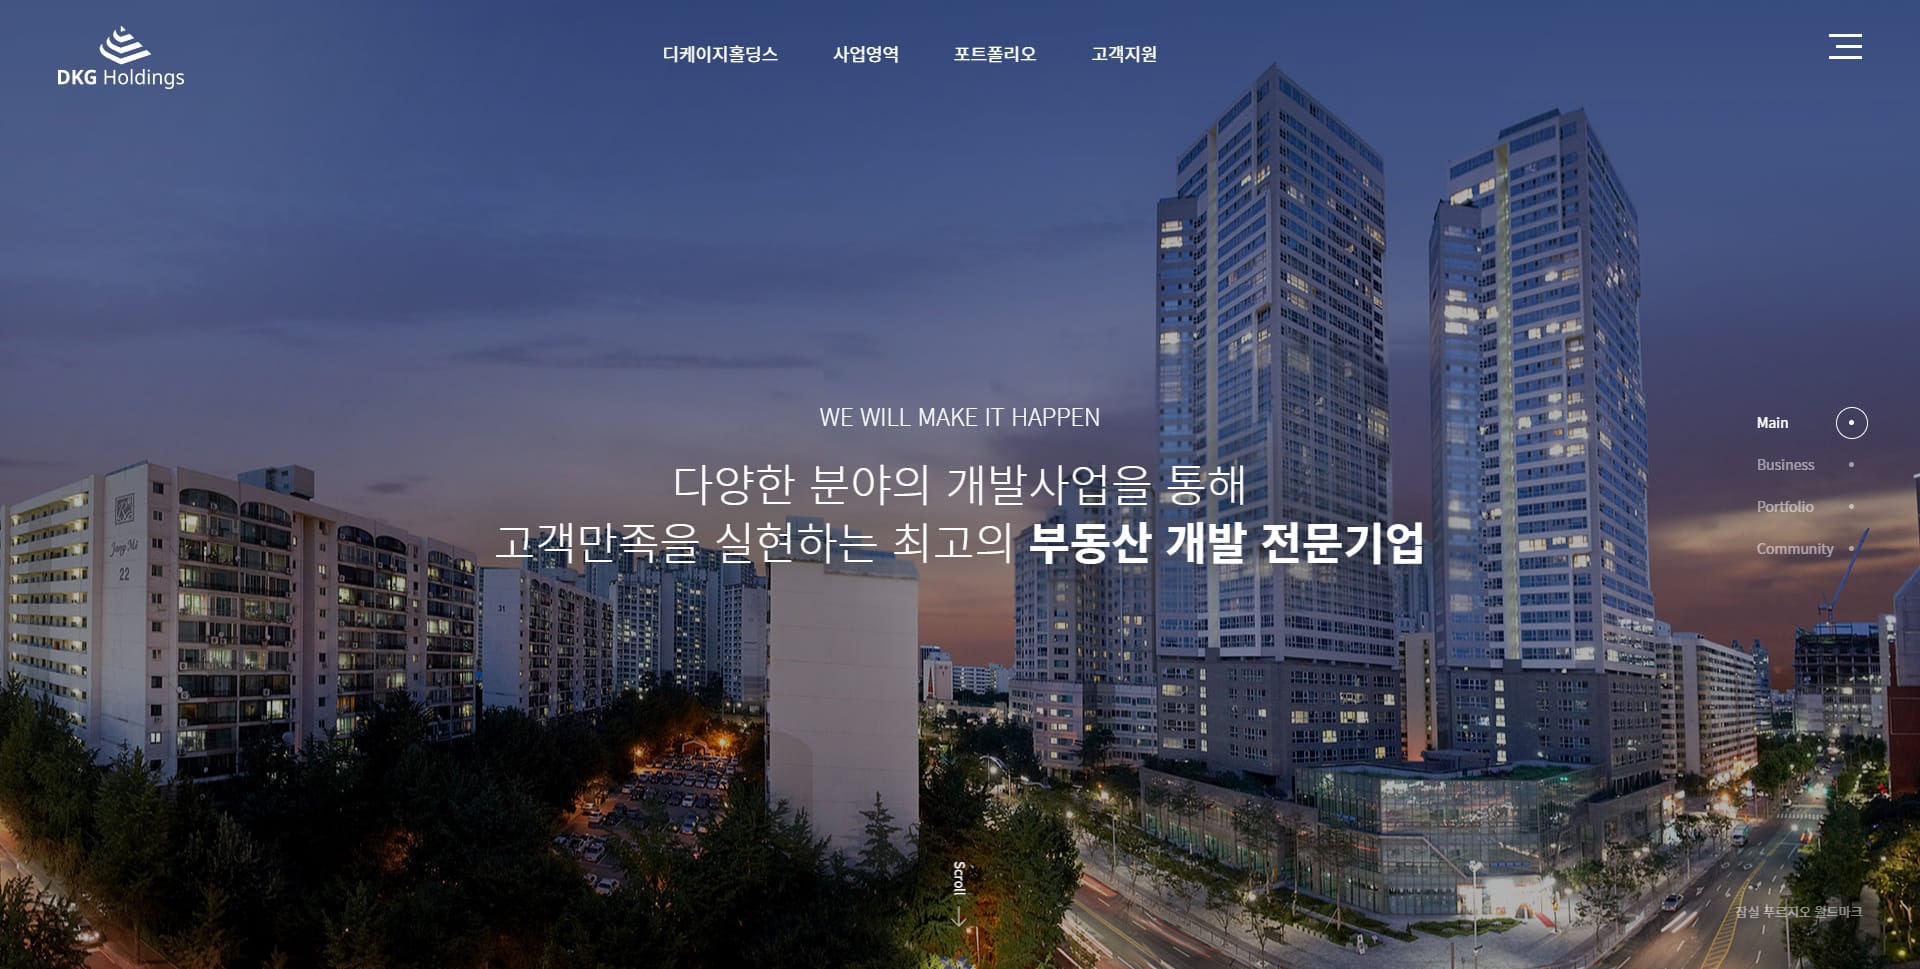 DKG Holdings
디케이지홀딩스
사업영역
포트폴리오
고객지원
WE WILL MAKE IT HAPPEN
다양한 분야의 개발사업을 통해
고객만족을 실현하는 최고의 부동산 개발 전문기업
Main
Business
Portfolio
Community
22
31
Scroll
잠실 푸르지오 월드마크